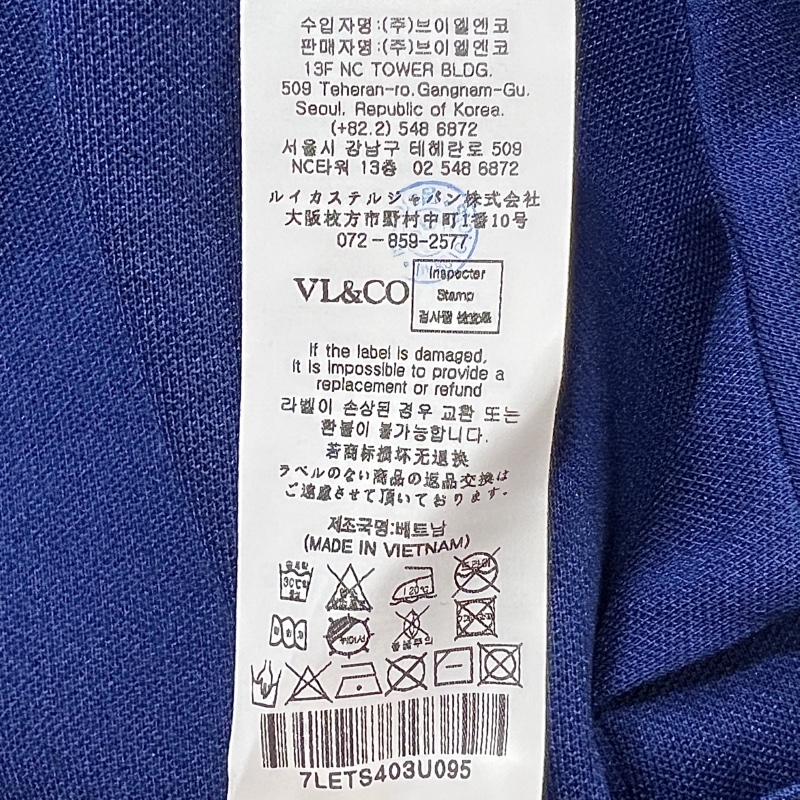 수입자명:(주)브이엘엔코
판매자명:(주)브이엘엔코
13F NC TOWER BLDG.
509 Teheran-ro.Gangnam-Gu.
Seoul. Republic of Korea.
(+82.2) 548 6872
서울시 강남구 테헤란로 509
NC타워 13층 02 548 6872
ルイカステルジャパン株式会社
大阪枚方市野村中町1番10号
072-859-2577
VL&CO
Inspecter
Stamp
검사필
If the label is damaged,
it is impossible to provide a
replacement or refund
라벨이 손상된 경우 교환 또는
환불이 불가능합니다.
若商标损坏无退换
ラベルのない商品の返品交換は
ご遠慮させて頂いております.
제조국명:베트남
(MADE IN VIETNAM)
30℃
120℃
드라이
7LETS403U095